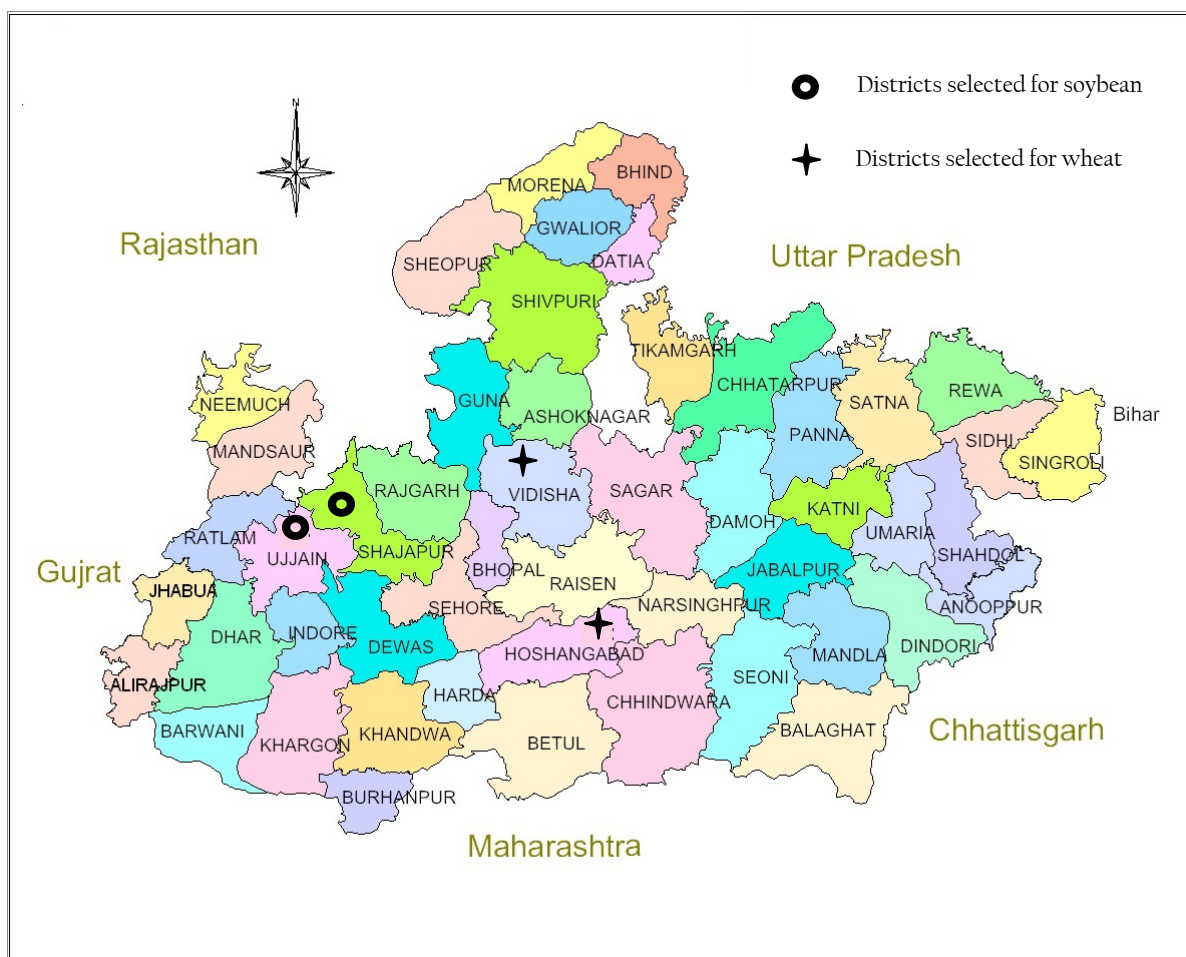 Districts selected for soybean
N
Districts selected for wheat
BHIND
MORENA
GWALIOR
Rajasthan
Uttar Pradesh
SHEOPUR
DATIA
SHIVPURI
TIKAMGARH
CHHATARPUR
REWA
GUNA
SATNA
NEEMUCH
ASHOKNAGAR
Bihar
PANNA
SIDHI
MANDSAUR
SINGROLI
RAJGARH
VIDISHA
SAGAR
KATNI
DAMOH
UMARIA
RATLAM
SHAJAPUR
SHAHDOL
UJJAIN
Gujrat
BHOPAL
JABALPUR
RAISEN
JHABUA
SEHORE
NARSINGHPUR
ANOOPPUR
DHAR
INDORE
DEWAS
HOSHANGABAD
MANDLA
DINDORI
SEONI
ALIRAJPUR
HARDA
CHHINDWARA
BARWANI
KHARGON
KHANDWA
BETUL
BALAGHAT
Chhattisgarh
BURHANPUR
Maharashtra